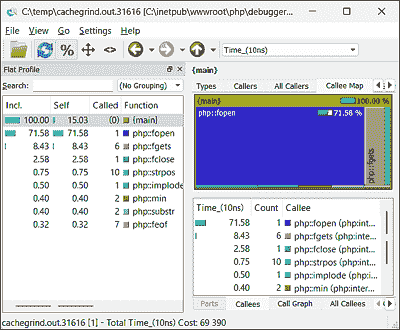 C:\temp\cachegrind.out.31616 [C:\inetpub\wwwroot\php\debugger...
File View Go Settings Help
% Time_(10ns)
Flat Profile
Search: (No Grouping)
Incl. Self Called Function
100.00 15.03 (0) {main}
71.58 71.58 1 php::fopen
8.43 8.43 6 php::fgets
2.58 2.58 1 php::fclose
0.75 0.75 10 php::strpos
0.50 0.50 1 php::implode
0.40 0.40 2 php::min
0.40 0.40 2 php::substr
0.32 0.32 7 php::feof
{main}
Types Callers All Callers Callee Map
{main} 100.00 %
php::fopen 71.58 %
php::fgets
Time_(10ns) Count Callee
71.58 1 php::fopen (php:int...
8.43 6 php::fgets (php:inte...
2.58 1 php::fclose (php:int...
0.75 10 php::strpos (php:int...
0.50 1 php::implode (php:i...
0.40 2 php::min (php:inter...
Parts Callees Call Graph All Callees
cachegrind.out.31616 [1] - Total Time_(10ns) Cost: 69 390